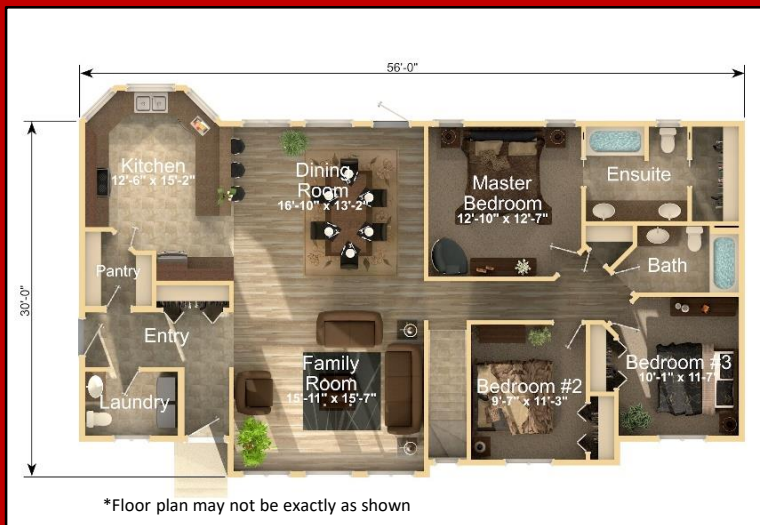 56'-0"
30'-0"
Kitchen
12'-6" x 15'-2"
Dining
Room
16'-10" x 13'-2"
Master
Bedroom
12'-10" x 12'-7"
Ensuite
Bath
Pantry
Entry
Laundry
Family
Room
15'-11" x 15'-7"
Bedroom #2
9'-7" x 11'-3"
Bedroom #3
10'-1" x 11'-7"
*Floor plan may not be exactly as shown